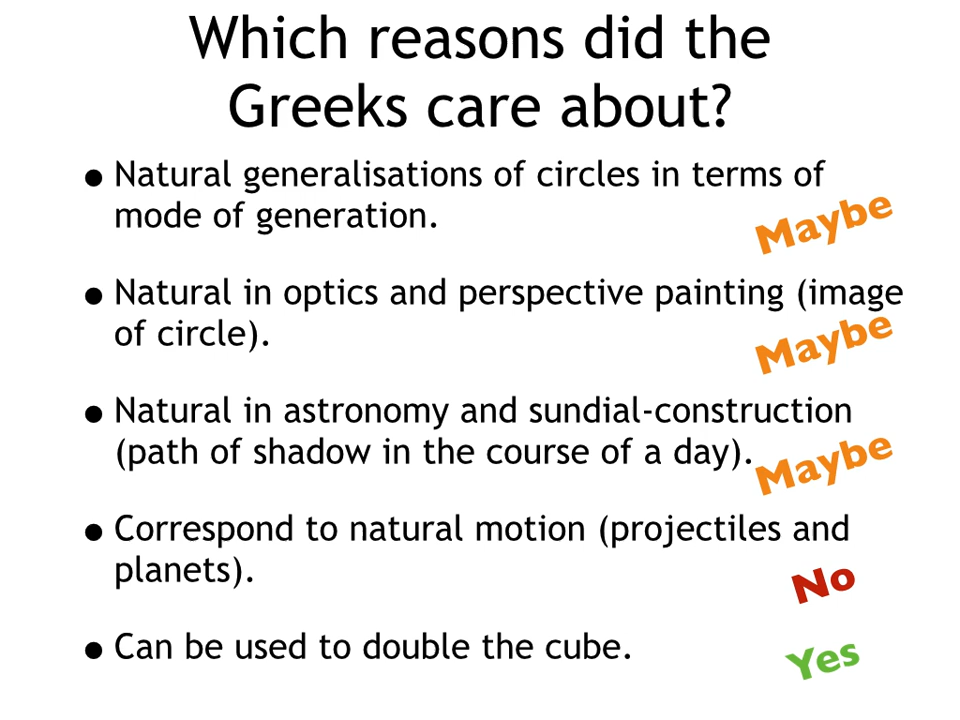 Which reasons did the
Greeks care about?
• Natural generalisations of circles in terms of
mode of generation.
Maybe
• Natural in optics and perspective painting (image
of circle).
Maybe
• Natural in astronomy and sundial-construction
(path of shadow in the course of a day).
Maybe
• Correspond to natural motion (projectiles and
planets).
No
• Can be used to double the cube.
Yes